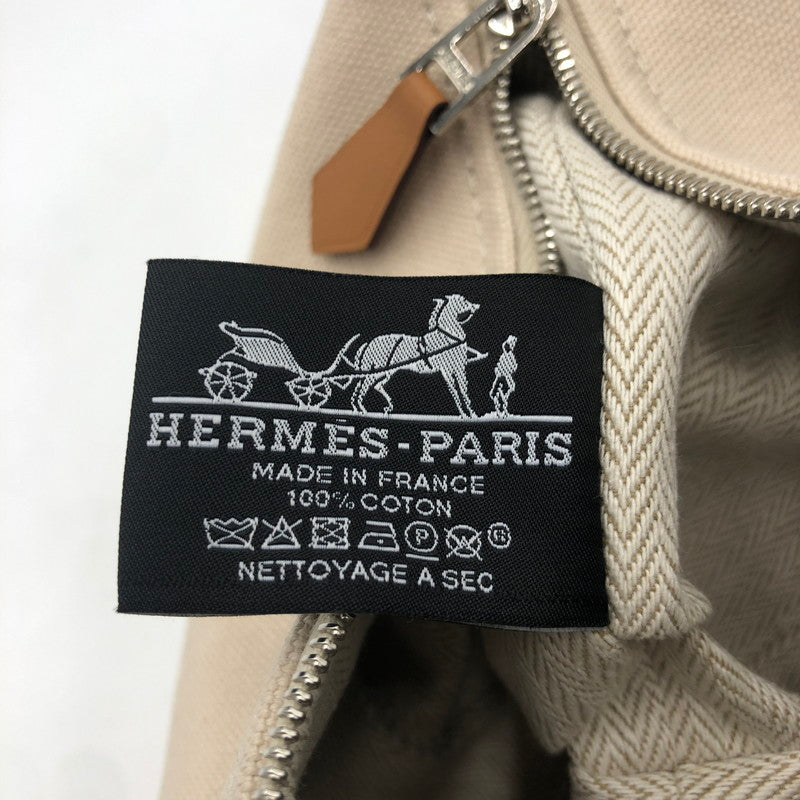 HERMÈS-PARIS
MADE IN FRANCE
100% COTON
P
NETTOYAGE A SEC